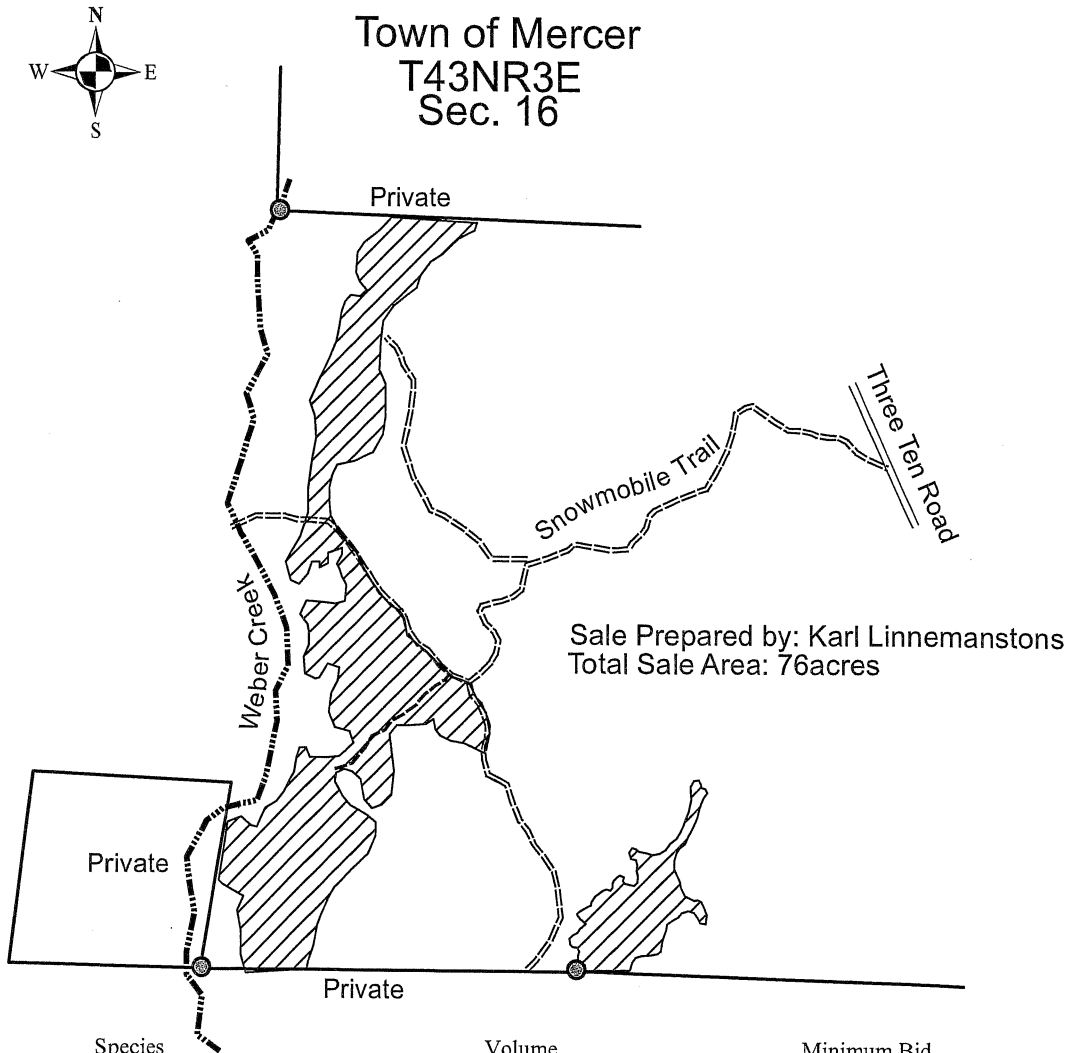 N
W E
S
Town of Mercer
T43NR3E
Sec. 16
Private
Three Ten Road
Snowmobile Trail
Weber Creek
Sale Prepared by: Karl Linnemanstons
Total Sale Area: 76acres
Private
Private
Species Volume Minimum Bid